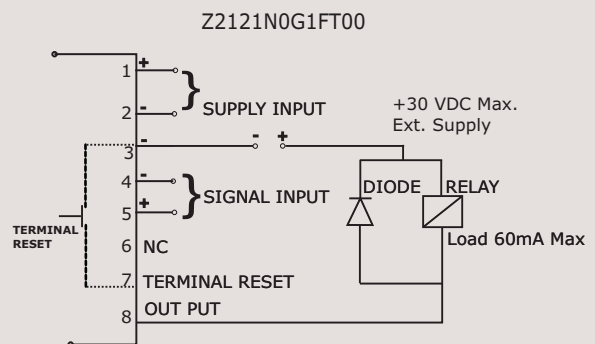 Z2121N0G1FT00
1 +
2 -
SUPPLY INPUT
+30 VDC Max.
Ext. Supply
3 - - +
4 -
5 +
SIGNAL INPUT
DIODE
RELAY
Load 60mA Max
TERMINAL
RESET
6 NC
7 TERMINAL RESET
8 OUT PUT